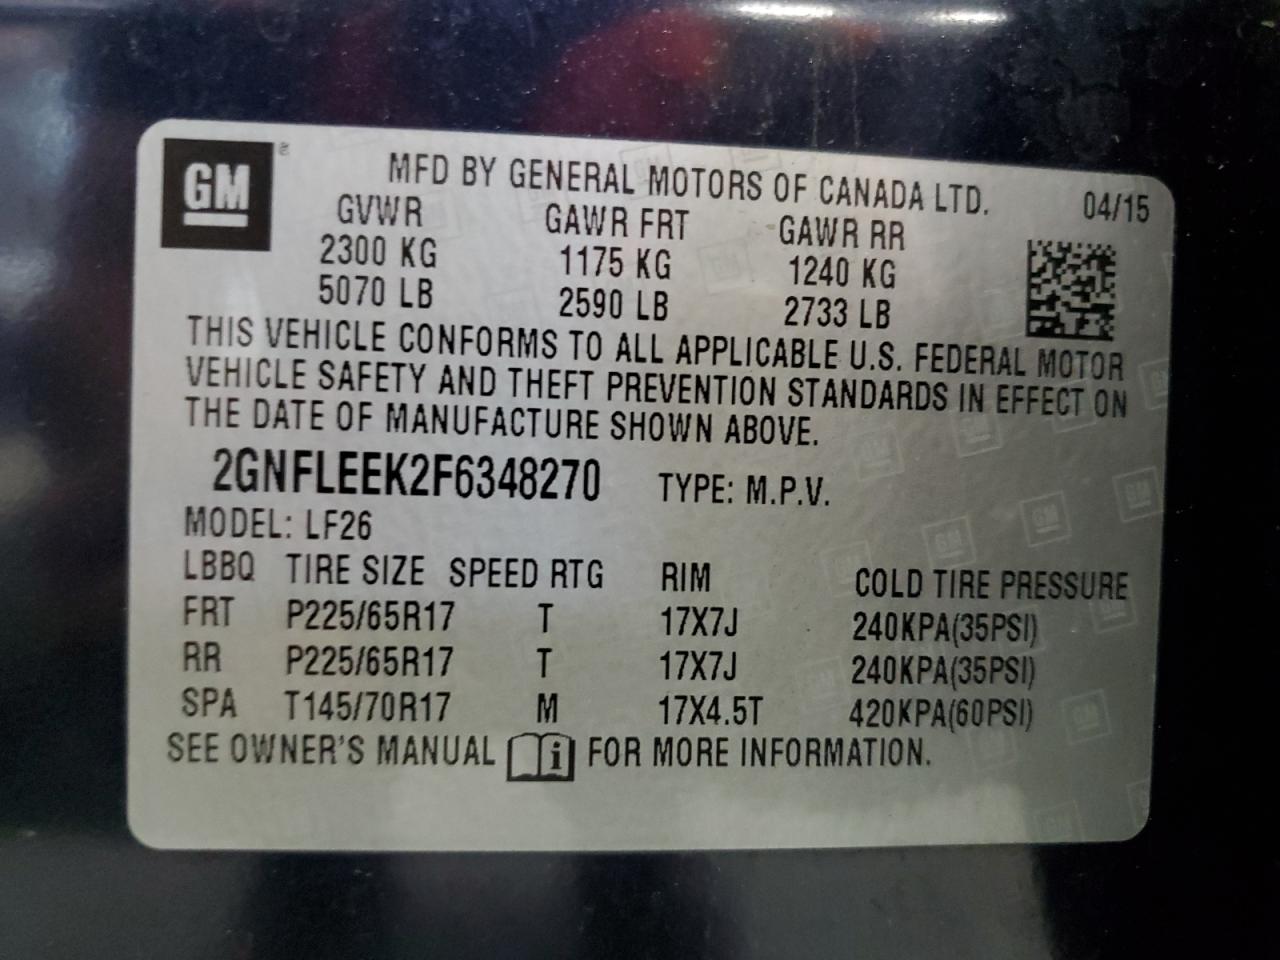 GM ®
MFD BY GENERAL MOTORS OF CANADA LTD. 04/15
GVWR GAWR FRT GAWR RR
2300 KG 1175 KG 1240 KG
5070 LB 2590 LB 2733 LB
THIS VEHICLE CONFORMS TO ALL APPLICABLE U.S. FEDERAL MOTOR
VEHICLE SAFETY AND THEFT PREVENTION STANDARDS IN EFFECT ON
THE DATE OF MANUFACTURE SHOWN ABOVE.
2GNFLEEK2F6348270 TYPE: M.P.V.
MODEL: LF26
LBBQ TIRE SIZE SPEED RTG RIM COLD TIRE PRESSURE
FRT P225/65R17 T 17X7J 240KPA(35PSI)
RR P225/65R17 T 17X7J 240KPA(35PSI)
SPA T145/70R17 M 17X4.5T 420KPA(60PSI)
SEE OWNER'S MANUAL i FOR MORE INFORMATION.